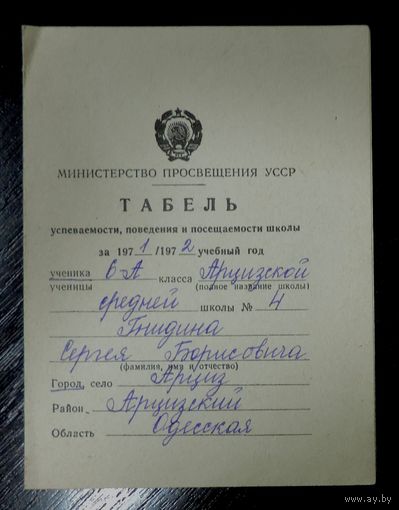 МИНИСТЕРСТВО ПРОСВЕЩЕНИЯ УССР
ТАБЕЛЬ
успеваемости, поведения и посещаемости школы
за 1971/1972 учебный год
ученика 6-А класса Арцизской
ученицы (полное название школы)
средней школы № 4
Гнидина
Сергея Борисовича
(фамилия, имя и отчество)
Город, село Арциз
Район Арцизский
Область Одесская
www.ay.by